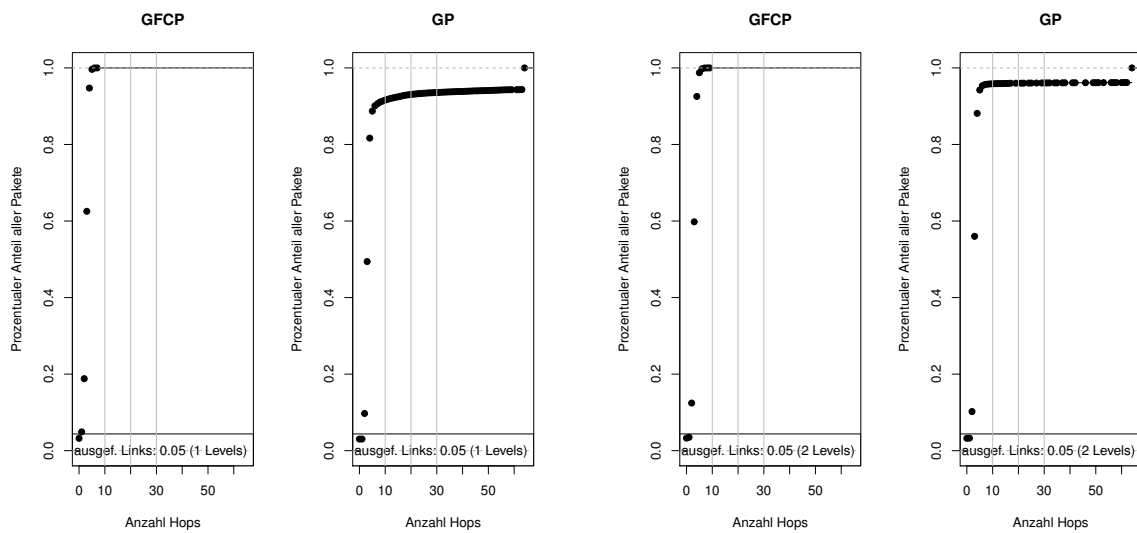 GFCP
GP
GFCP
GP
Prozentualer Anteil aller Pakete
0.0 0.2 0.4 0.6 0.8 1.0
ausgef. Links: 0.05 (1 Levels)
0 10 30 50
Anzahl Hops
Prozentualer Anteil aller Pakete
0.0 0.2 0.4 0.6 0.8 1.0
ausgef. Links: 0.05 (1 Levels)
0 10 30 50
Anzahl Hops
Prozentualer Anteil aller Pakete
0.0 0.2 0.4 0.6 0.8 1.0
ausgef. Links: 0.05 (2 Levels)
0 10 30 50
Anzahl Hops
Prozentualer Anteil aller Pakete
0.0 0.2 0.4 0.6 0.8 1.0
ausgef. Links: 0.05 (2 Levels)
0 10 30 50
Anzahl Hops